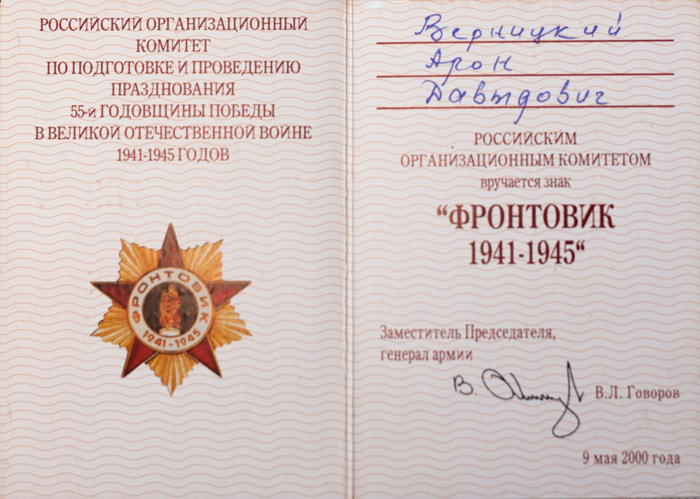 РОССИЙСКИЙ ОРГАНИЗАЦИОННЫЙ
КОМИТЕТ
ПО ПОДГОТОВКЕ И ПРОВЕДЕНИЮ
ПРАЗДНОВАНИЯ
55-й ГОДОВЩИНЫ ПОБЕДЫ
В ВЕЛИКОЙ ОТЕЧЕСТВЕННОЙ ВОЙНЕ
1941-1945 ГОДОВ
ФРОНТОВИК
1941-1945
Верницкий
Арон
Давыдович
РОССИЙСКИМ
ОРГАНИЗАЦИОННЫМ КОМИТЕТОМ
вручается знак
“ФРОНТОВИК
1941-1945“
Заместитель Председателя,
генерал армии
В.Л. Говоров
9 мая 2000 года